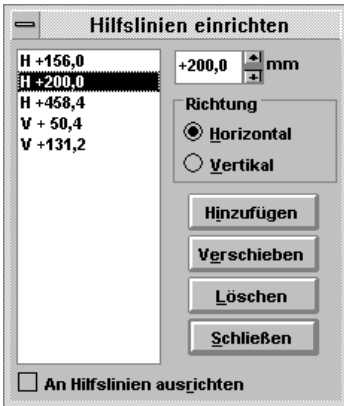 Hilfslinien einrichten
H +156,0
H +200,0
H +458,4
V + 50,4
V +131,2
+200,0 mm
Richtung
Horizontal
Vertikal
Hinzufügen
Verschieben
Löschen
Schließen
An Hilfslinien ausrichten